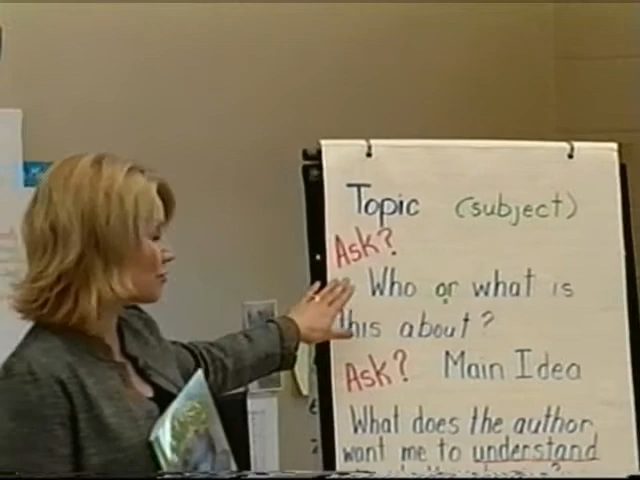 Topic (subject)
Ask?
Who or what is
this about?
Ask? Main Idea
What does the author
want me to understand